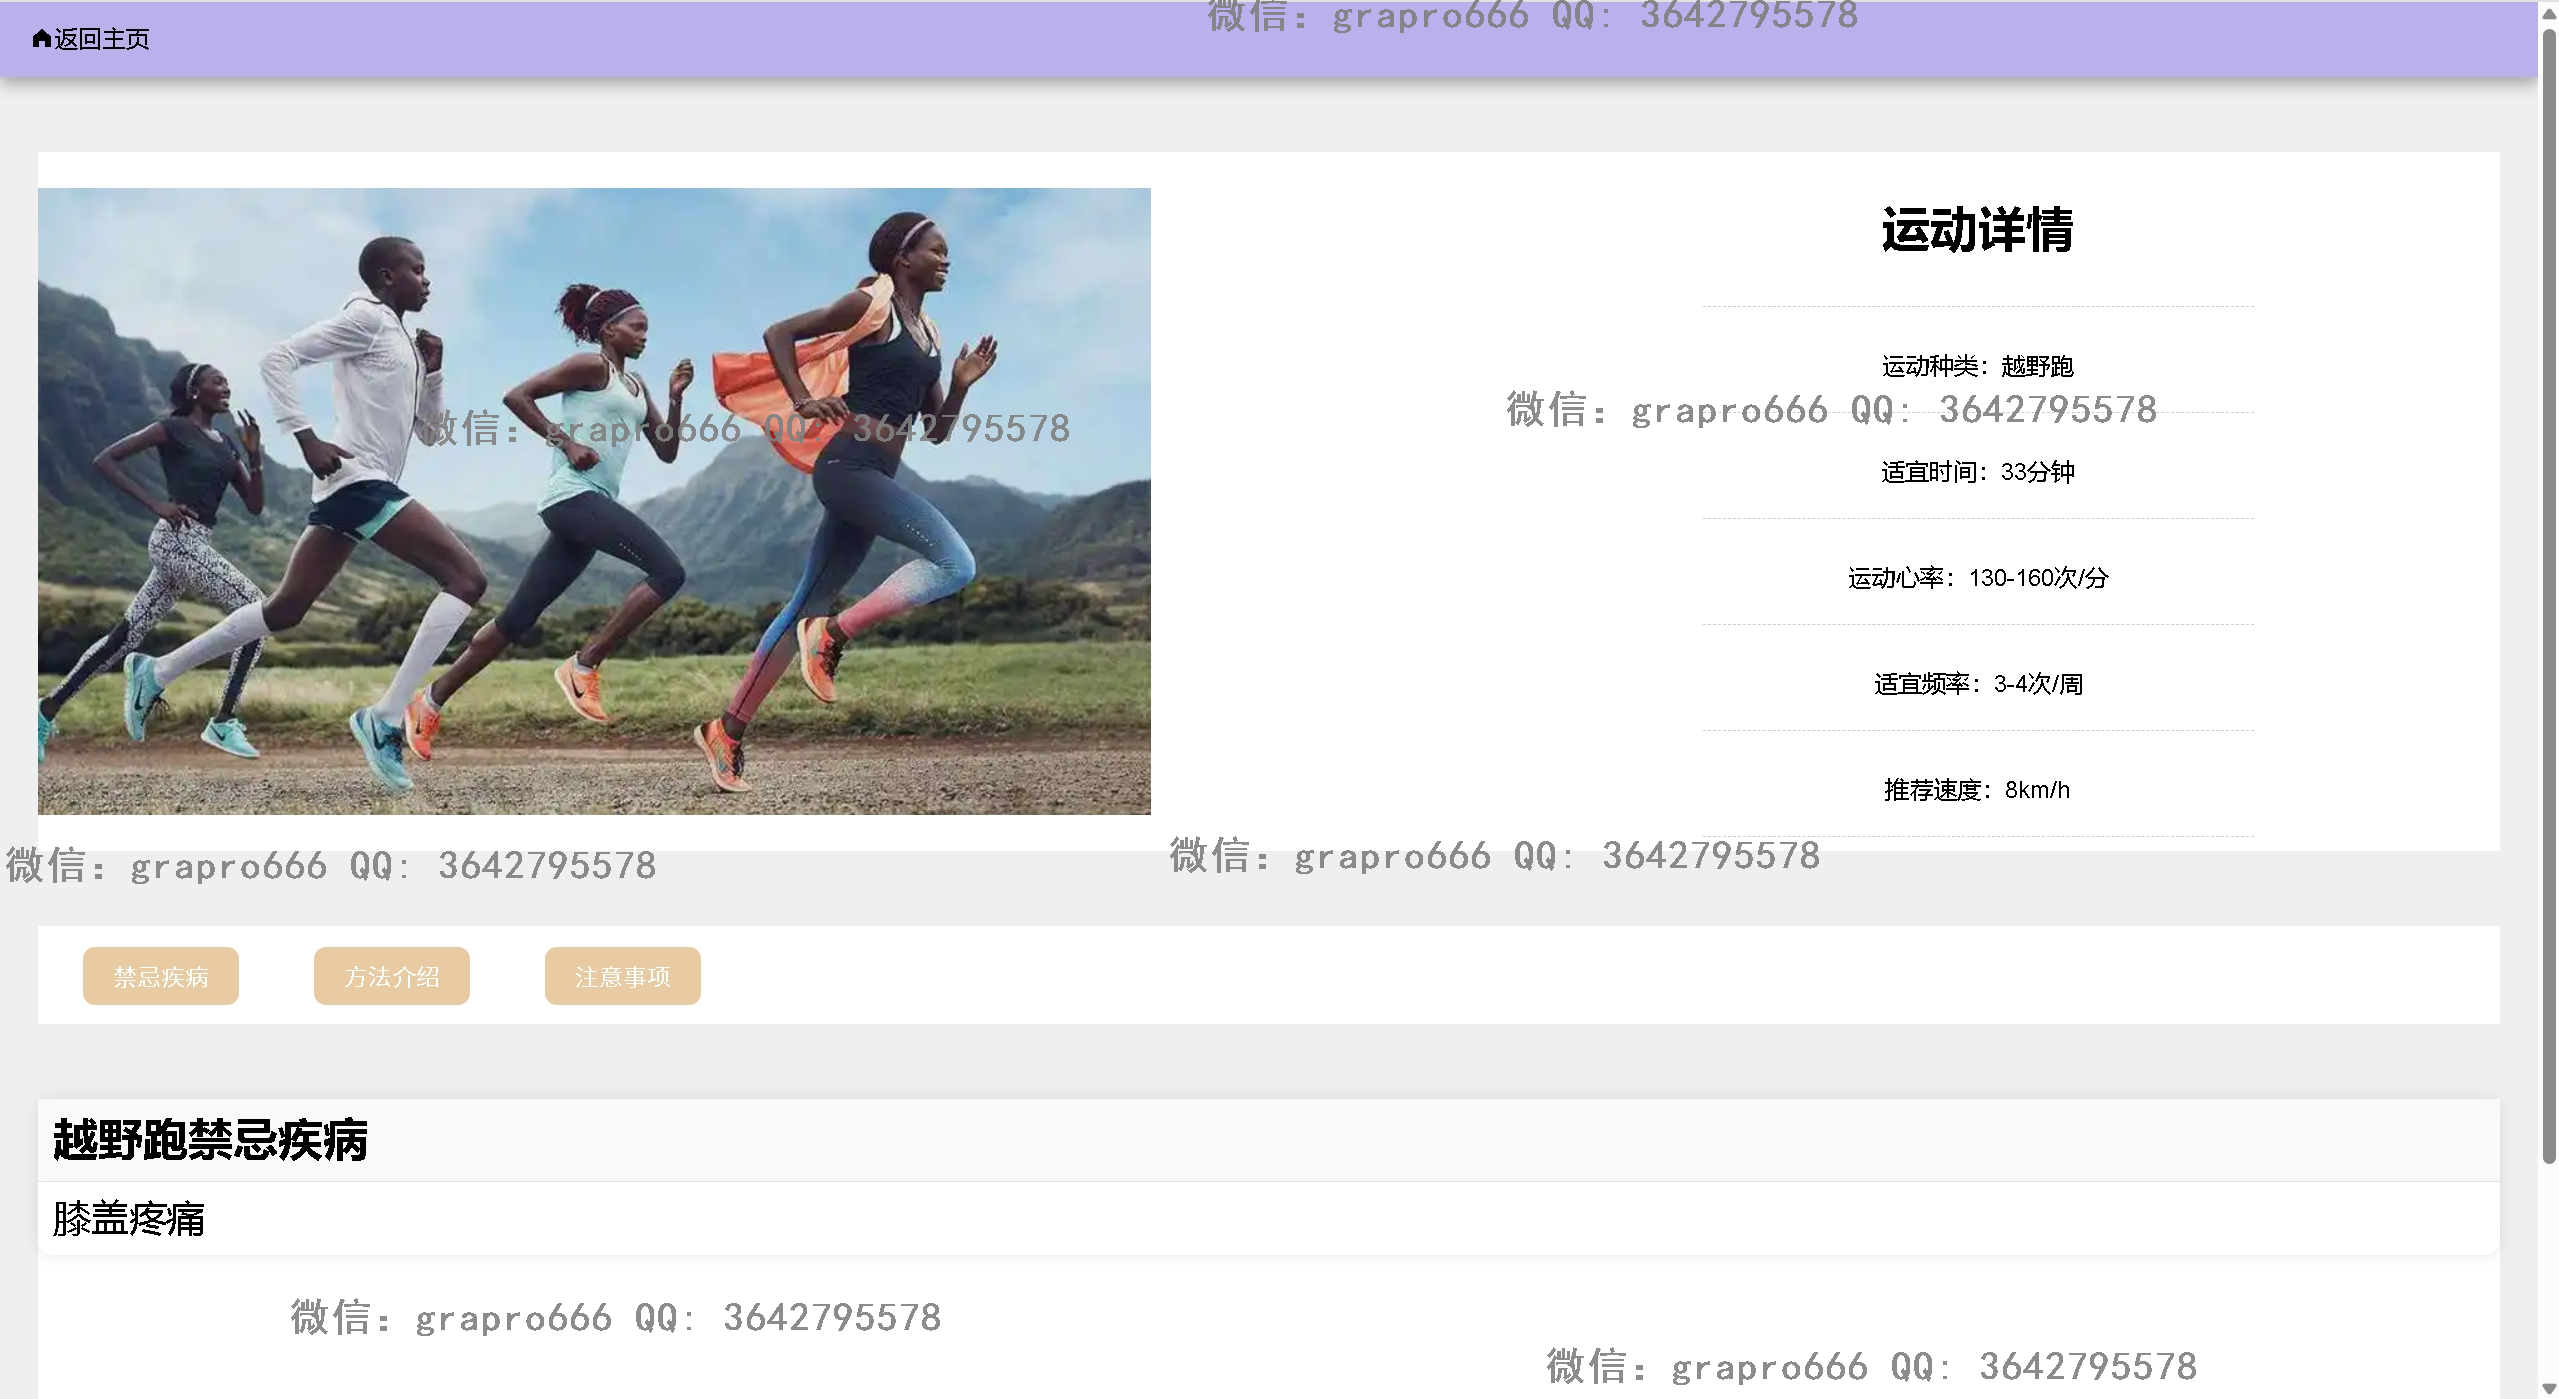 微信：grapro666 QQ: 3642795578
返回主页
运动详情
运动种类：越野跑
微信：grapro666 QQ: 3642795578
微信：grapro666 QQ: 3642795578
适宜时间：33分钟
运动心率：130-160次/分
适宜频率：3-4次/周
推荐速度：8km/h
微信：grapro666 QQ: 3642795578
微信：grapro666 QQ: 3642795578
禁忌疾病
方法介绍
注意事项
越野跑禁忌疾病
膝盖疼痛
微信：grapro666 QQ: 3642795578
微信：grapro666 QQ: 3642795578